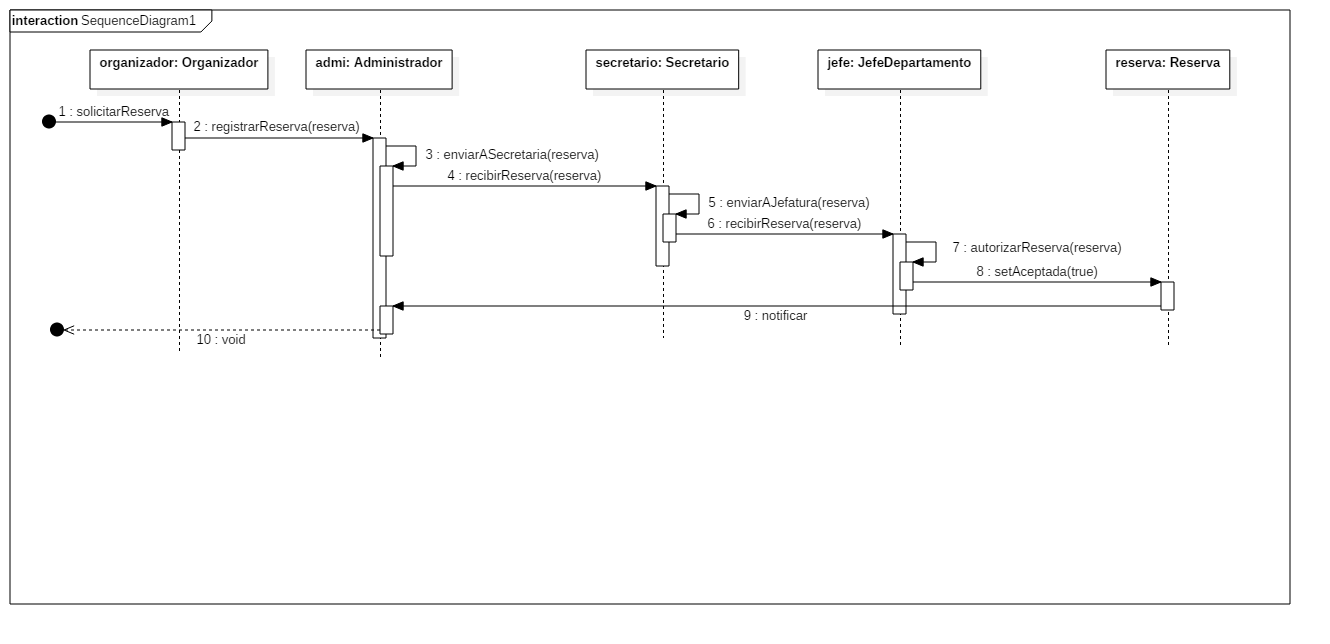 interaction SequenceDiagram1
organizador: Organizador
admi: Administrador
secretario: Secretario
jefe: JefeDepartamento
reserva: Reserva
1 : solicitarReserva
2 : registrarReserva(reserva)
3 : enviarASecretaria(reserva)
4 : recibirReserva(reserva)
5 : enviarAJefatura(reserva)
6 : recibirReserva(reserva)
7 : autorizarReserva(reserva)
8 : setAceptada(true)
9 : notificar
10 : void